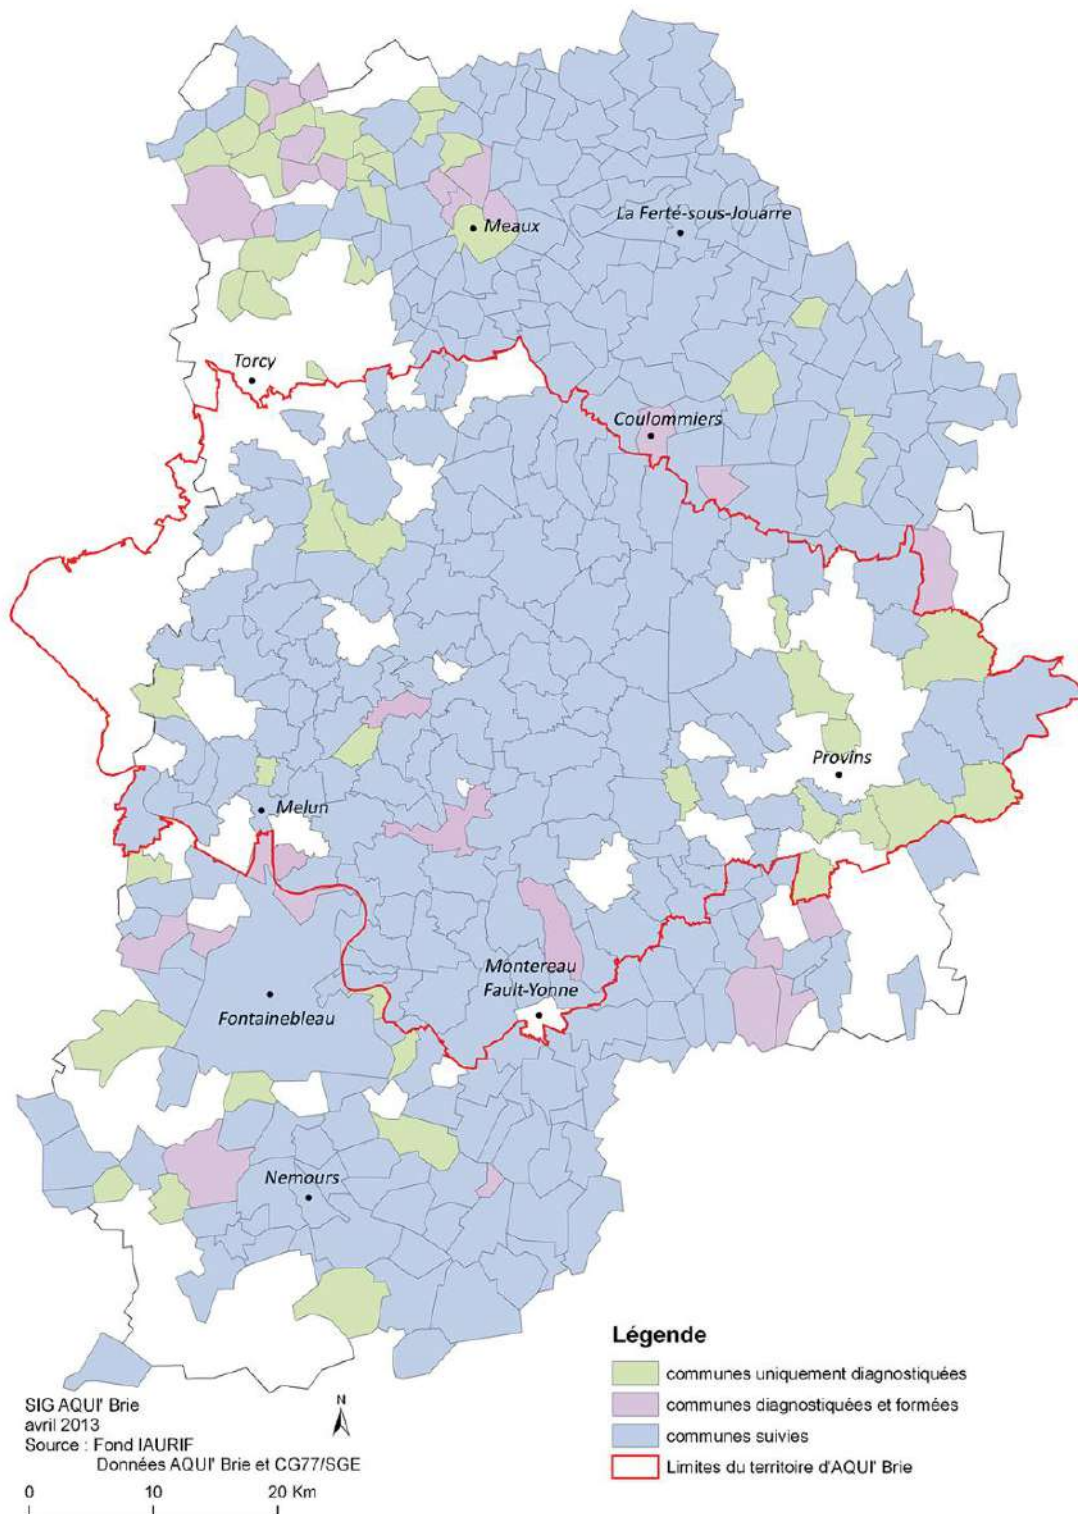 Meaux
La Ferté-sous-Jouarre
Torcy
Coulommiers
Provins
Melun
Montereau
Fault-Yonne
Fontainebleau
Nemours
Légende
communes uniquement diagnostiquées
communes diagnostiquées et formées
communes suivies
Limites du territoire d'AQUI' Brie
SIG AQUI' Brie
avril 2013
Source : Fond IAURIF
Données AQUI' Brie et CG77/SGE
N
0 10 20 Km